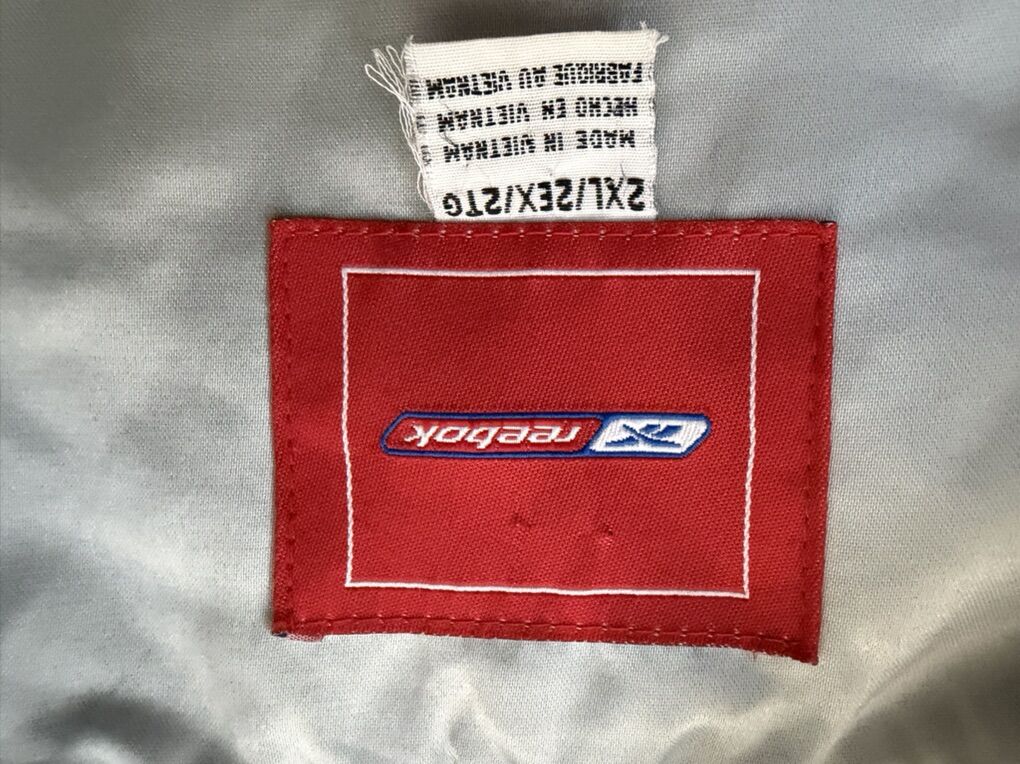 reebok
2XL/2EX/2TG
MADE IN VIETNAM
HECHO EN VIETNAM
FABRIQUE AU VIETNAM